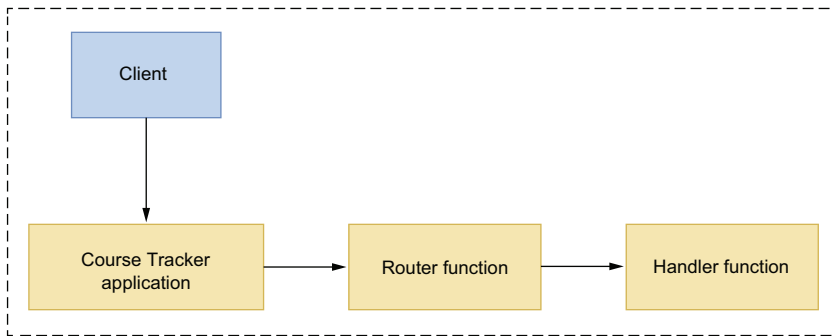 Client
Course Tracker
application
Router function
Handler function